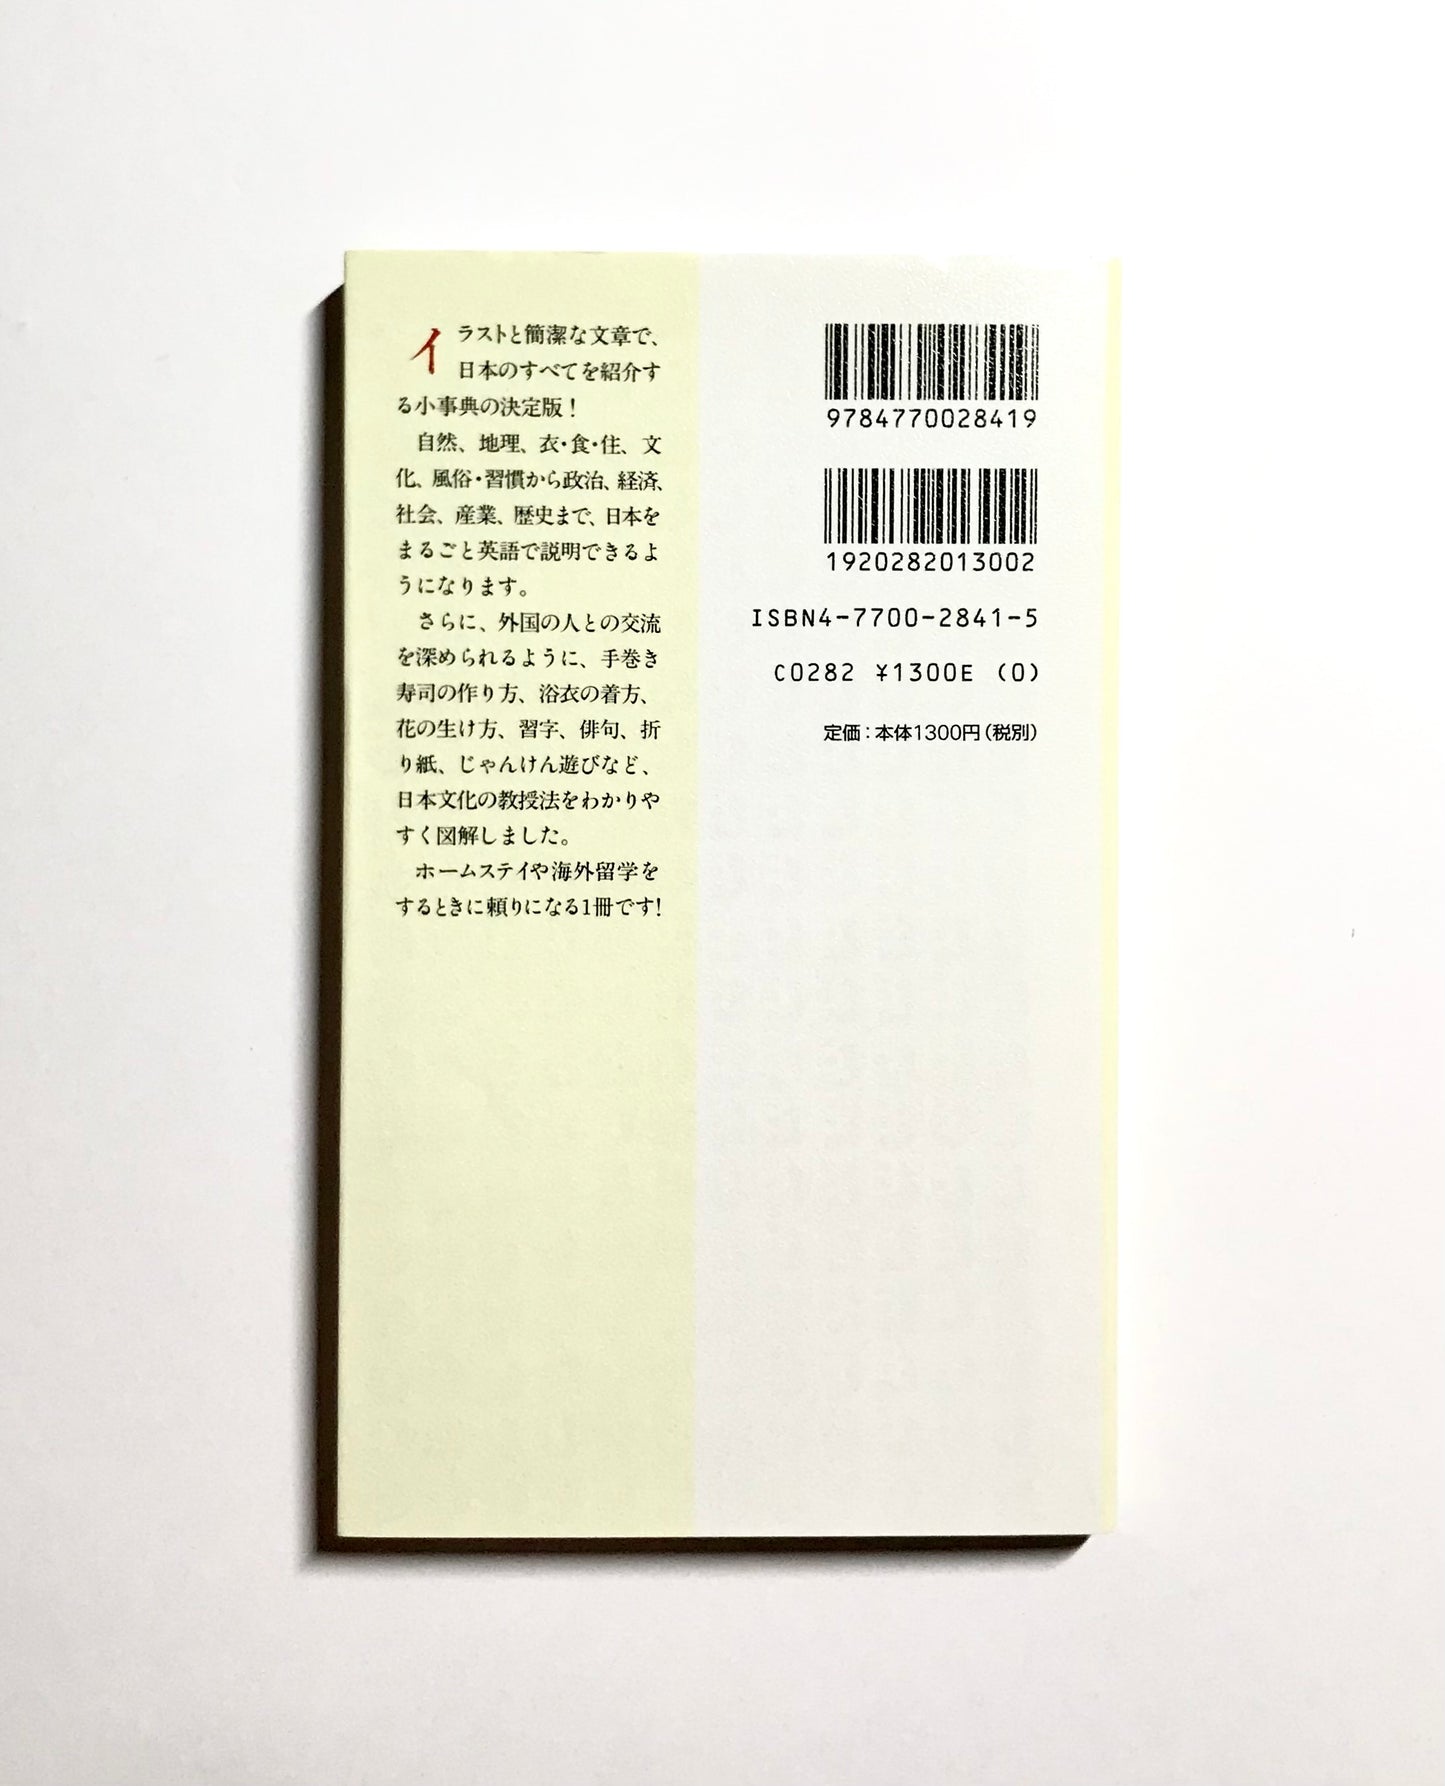 イラストと簡潔な文章で、
日本のすべてを紹介す
る小事典の決定版！
自然、地理、衣・食・住、文
化、風俗・習慣から政治、経済、
社会、産業、歴史まで、日本を
まるごと英語で説明できるよ
うになります。
さらに、外国の人との交流
を深められるように、手巻き
寿司の作り方、浴衣の着方、
花の生け方、習字、俳句、折
り紙、じゃんけん遊びなど、
日本文化の教授法をわかりや
すく図解しました。
ホームステイや海外留学を
するときに頼りになる1冊です!
9784770028419
1920282013002
ISBN4-7700-2841-5
C0282 ¥1300E (0)
定価：本体1300円（税別）